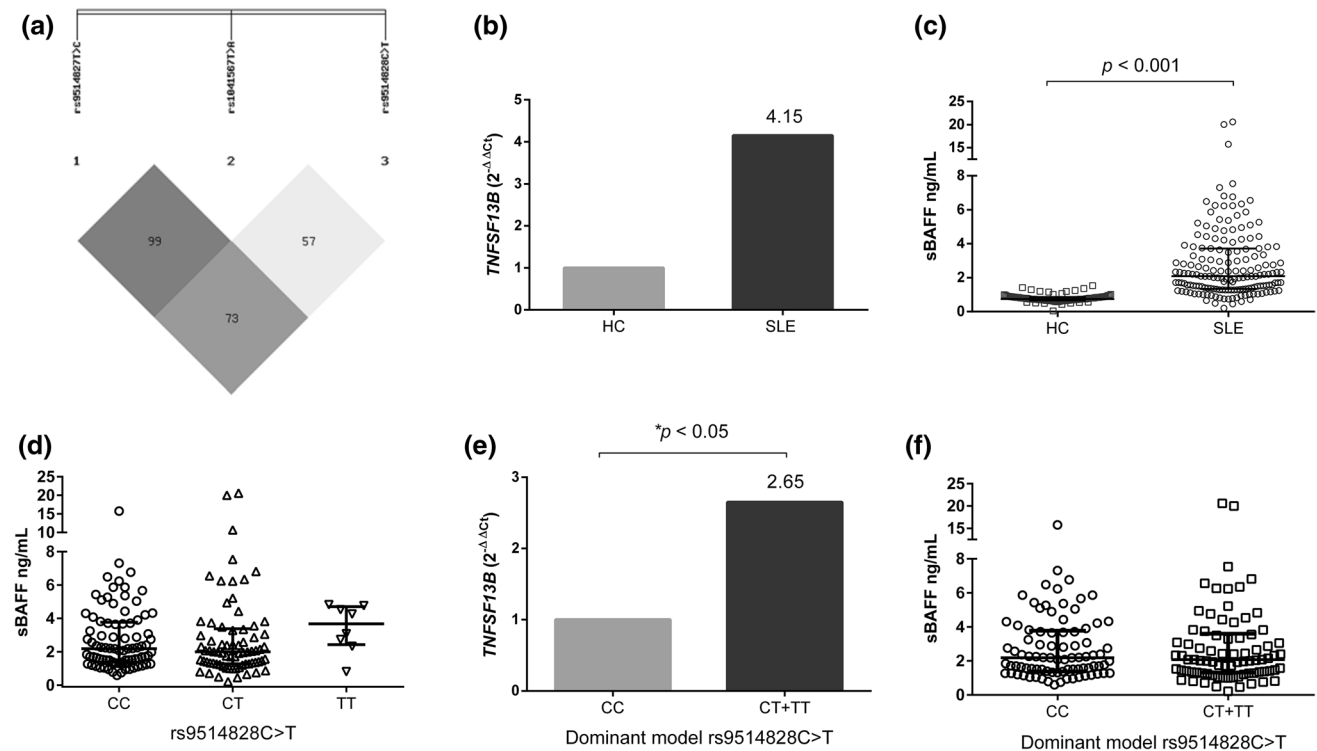 (a)
rs9514827T>C
rs1041567T>A
rs9514828C>T
1
2
3
99
57
73
(b)
TNFSF13B (2-Δ ΔCt)
5
4
3
2
1
0
4.15
HC
SLE
(c)
p < 0.001
sBAFF ng/mL
25
20
15
8
6
4
2
0
HC
SLE
(d)
sBAFF ng/mL
25
20
15
10
8
6
4
2
0
CC
CT
TT
rs9514828C>T
(e)
*p < 0.05
TNFSF13B (2-Δ ΔCt)
3
2
1
0
2.65
CC
CT+TT
Dominant model rs9514828C>T
(f)
sBAFF ng/mL
25
20
15
8
6
4
2
0
CC
CT+TT
Dominant model rs9514828C>T